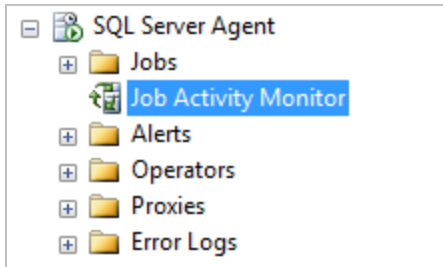 SQL Server Agent
Jobs
Job Activity Monitor
Alerts
Operators
Proxies
Error Logs